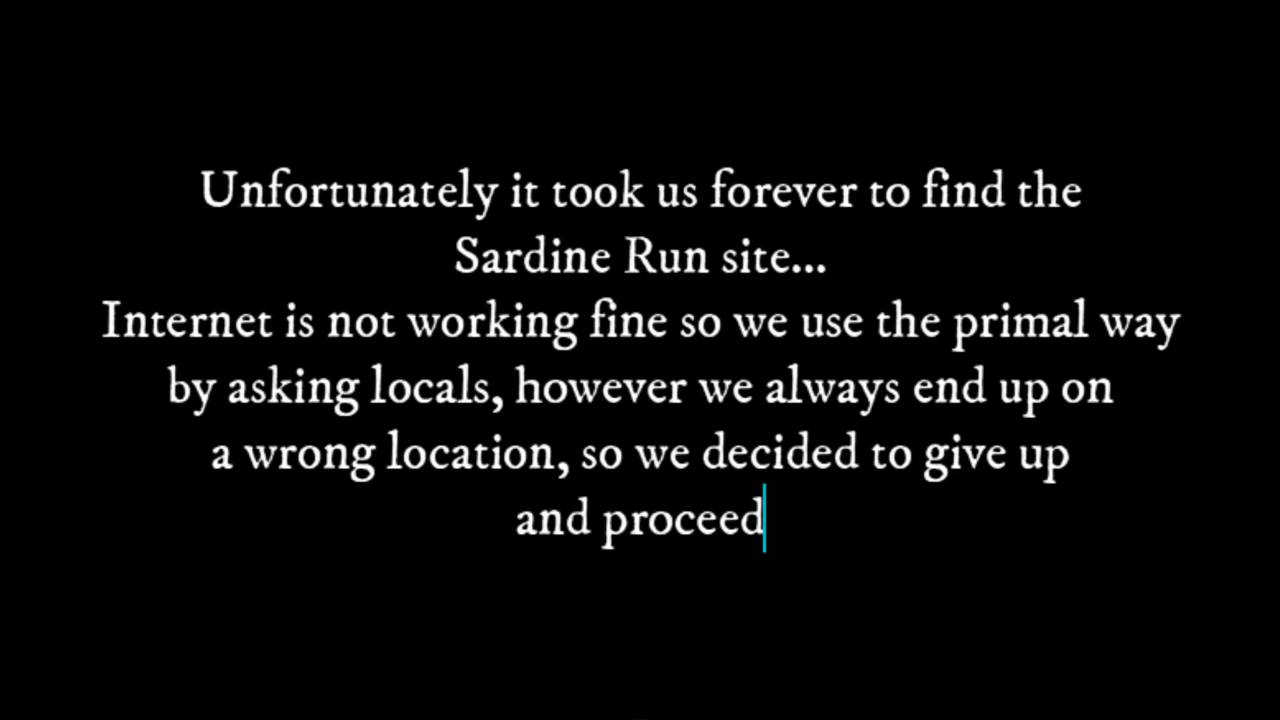 Unfortunately it took us forever to find the
Sardine Run site...
Internet is not working fine so we use the primal way
by asking locals, however we always end up on
a wrong location, so we decided to give up
and proceed